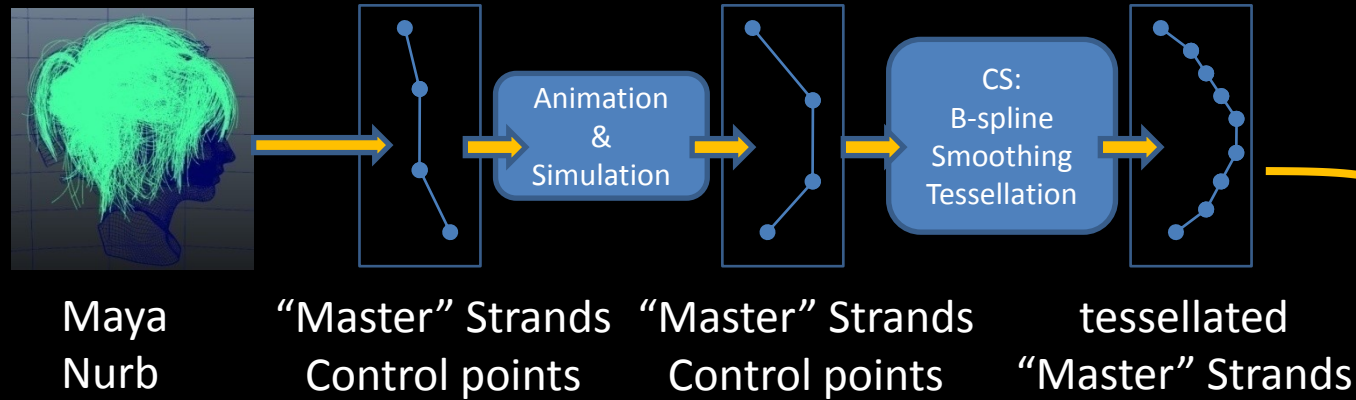 Animation
&
Simulation
CS:
B-spline
Smoothing
Tessellation
Maya
Nurb
“Master” Strands
Control points
“Master” Strands
Control points
tessellated
“Master” Strands